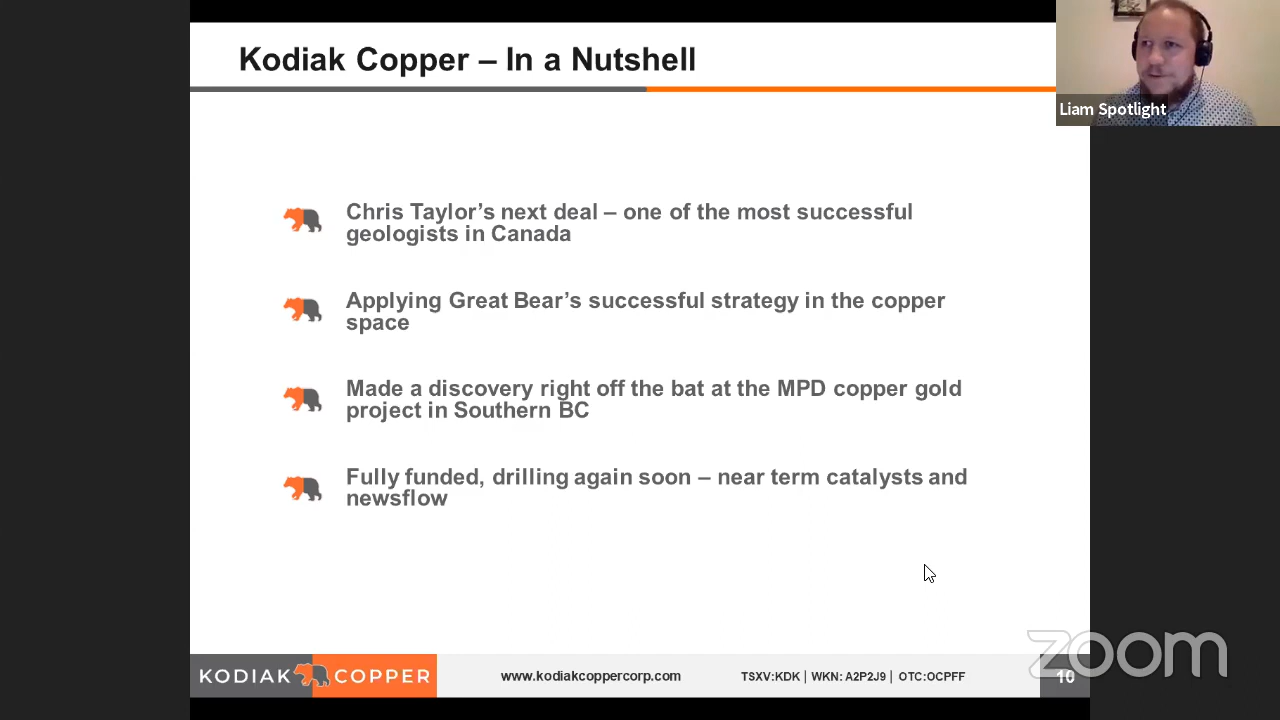 Kodiak Copper – In a Nutshell
Liam Spotlight
Chris Taylor’s next deal – one of the most successful
geologists in Canada
Applying Great Bear’s successful strategy in the copper
space
Made a discovery right off the bat at the MPD copper gold
project in Southern BC
Fully funded, drilling again soon – near term catalysts and
newsflow
zoom
KODIAK COPPER
www.kodiakcoppercorp.com
TSXV:KDK | WKN: A2P2J9 | OTC:OCPFF
10